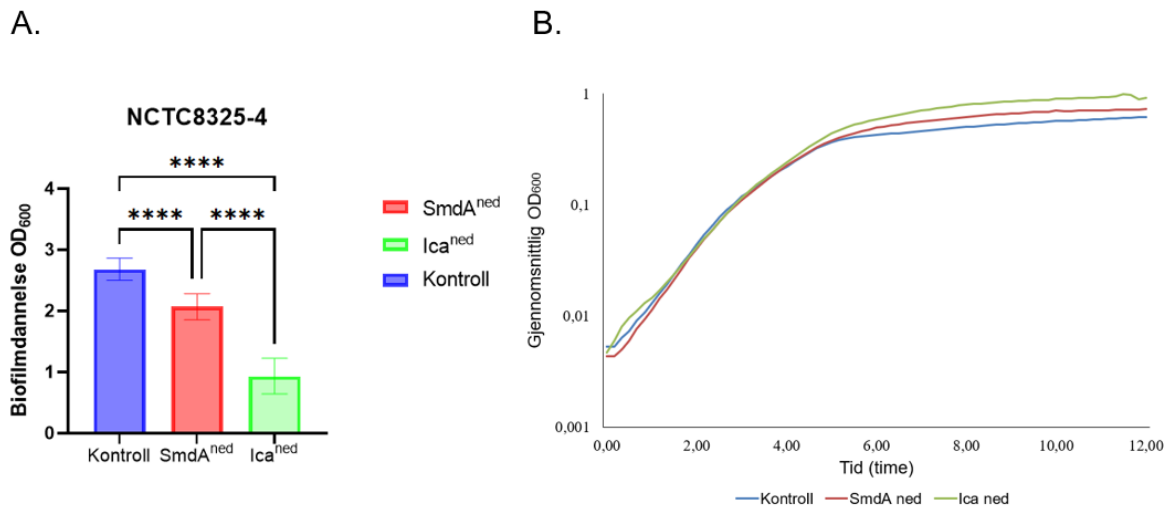 A.
NCTC8325-4
****
**** ****
Biofilmdannelse OD600
4
3
2
1
0
Kontroll SmdAned Icaned
SmdAned
Icaned
Kontroll
B.
Gjennomsnittlig OD600
1
0,1
0,01
0,001
0,00 2,00 4,00 6,00 8,00 10,00 12,00
Tid (time)
Kontroll SmdA ned Ica ned